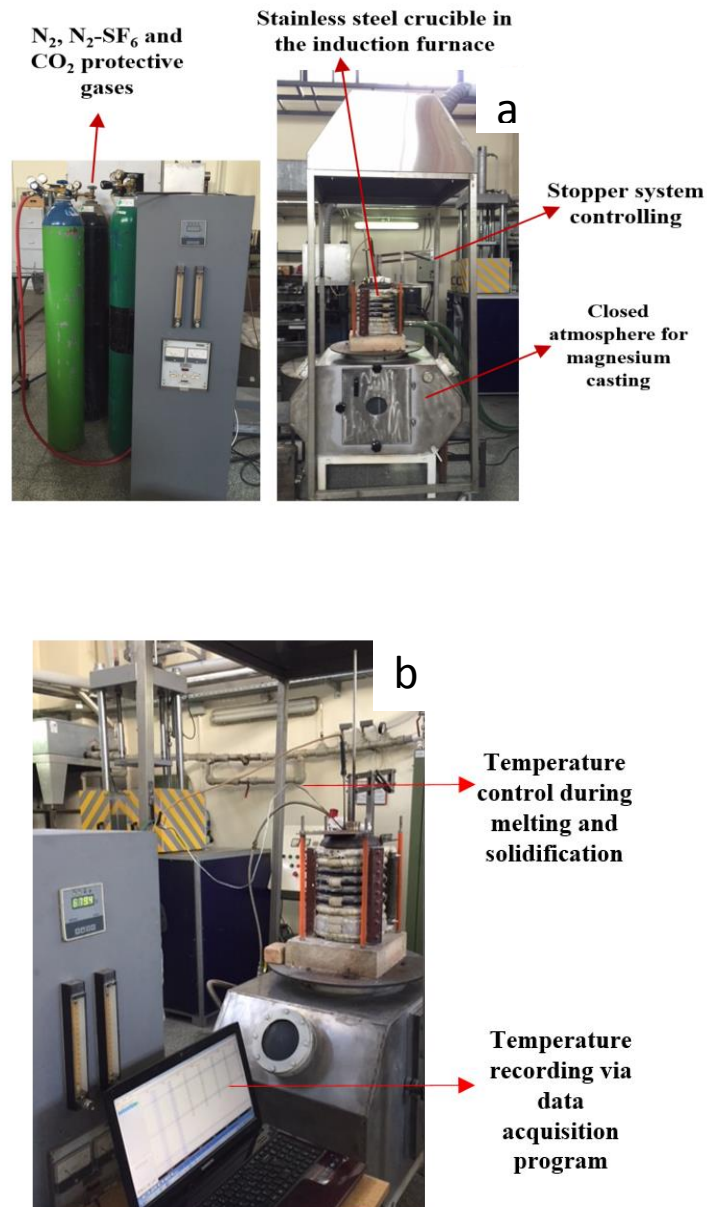 N₂, N₂-SF₆ and
CO₂ protective
gases
Stainless steel crucible in
the induction furnace
a
Stopper system
controlling
Closed
atmosphere for
magnesium
casting
b
Temperature
control during
melting and
solidification
Temperature
recording via
data
acquisition
program